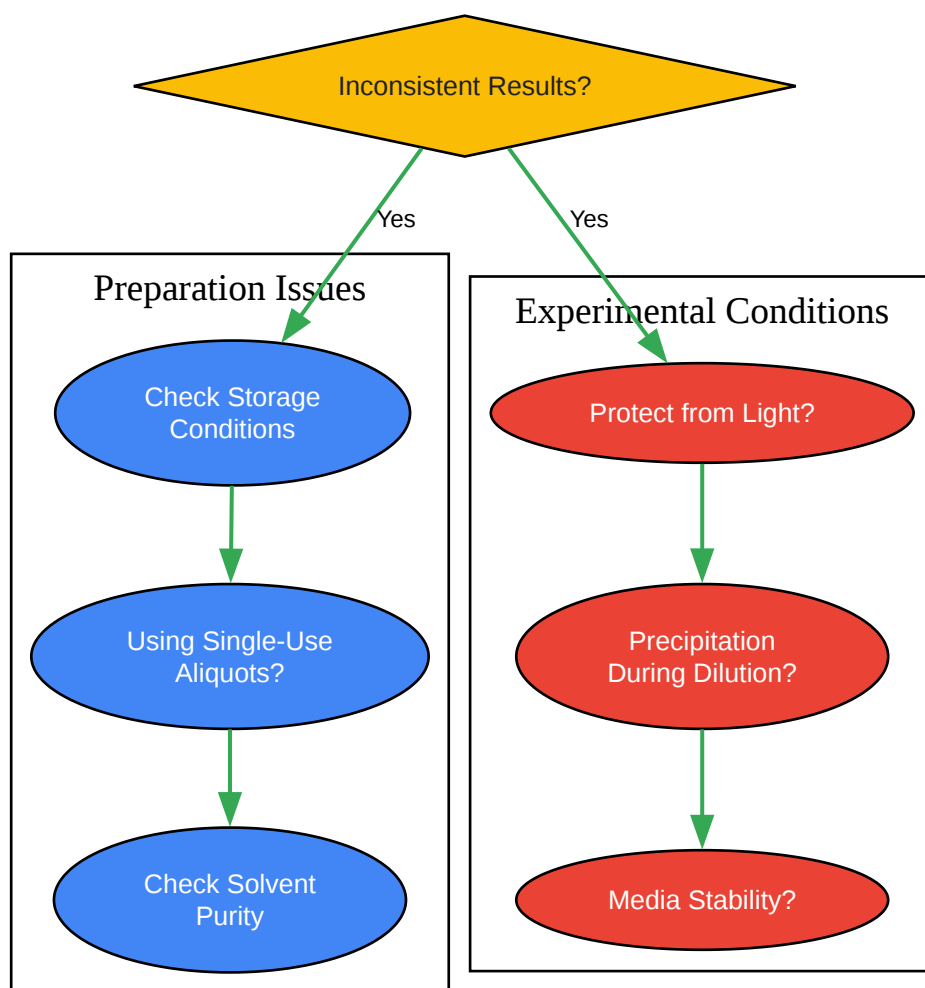 Inconsistent Results?
Yes
Yes
Preparation Issues
Check Storage
Conditions
Using Single-Use
Aliquots?
Check Solvent
Purity
Experimental Conditions
Protect from Light?
Precipitation
During Dilution?
Media Stability?